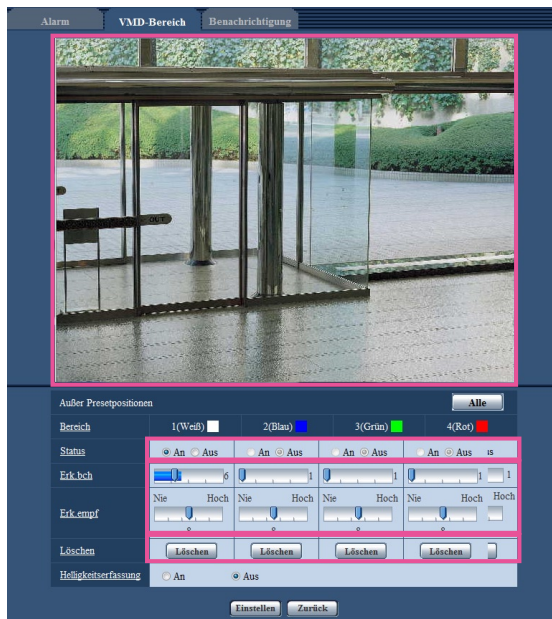 Alarm VMD-Bereich Benachrichtigung
OUT
Außer Presetpositionen Alle
Bereich 1(Weiß) 2(Blau) 3(Grün) 4(Rot)
Status An Aus An Aus An Aus An Aus us
Erk.bch 6 1 1 1 1
Nie Hoch Nie Hoch Nie Hoch Nie Hoch Hoch
Erk.empf
Löschen Löschen Löschen Löschen Löschen
Helligkeitserfassung An Aus
Einstellen Zurück